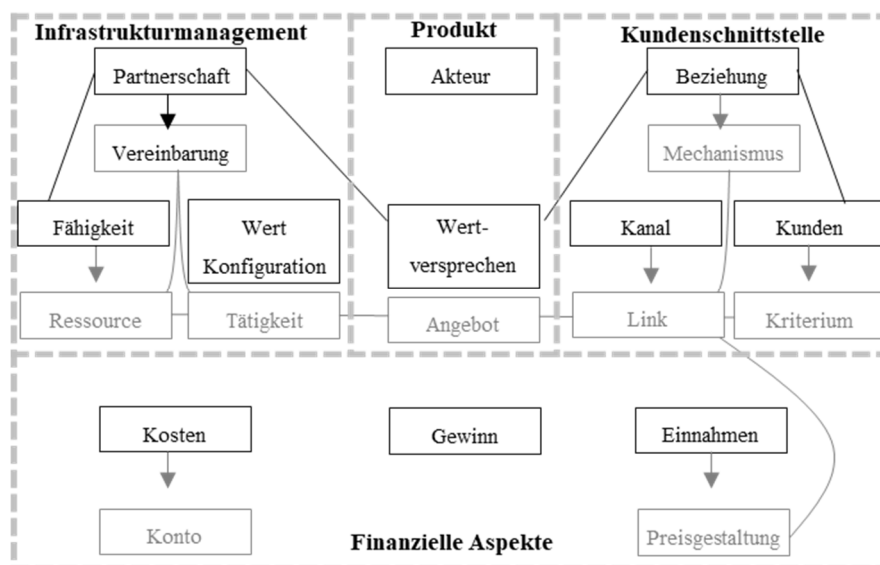 Infrastrukturmanagement
Produkt
Kundenschnittstelle
Partnerschaft
Akteur
Beziehung
Vereinbarung
Mechanismus
Fähigkeit
Wert
Konfiguration
Wert-
versprechen
Kanal
Kunden
Ressource
Tätigkeit
Angebot
Link
Kriterium
Kosten
Gewinn
Einnahmen
Konto
Finanzielle Aspekte
Preisgestaltung